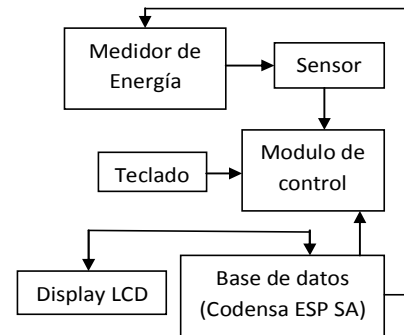 Medidor de
Energía
Sensor
Teclado
Modulo de
control
Display LCD
Base de datos
(Codensa ESP SA)